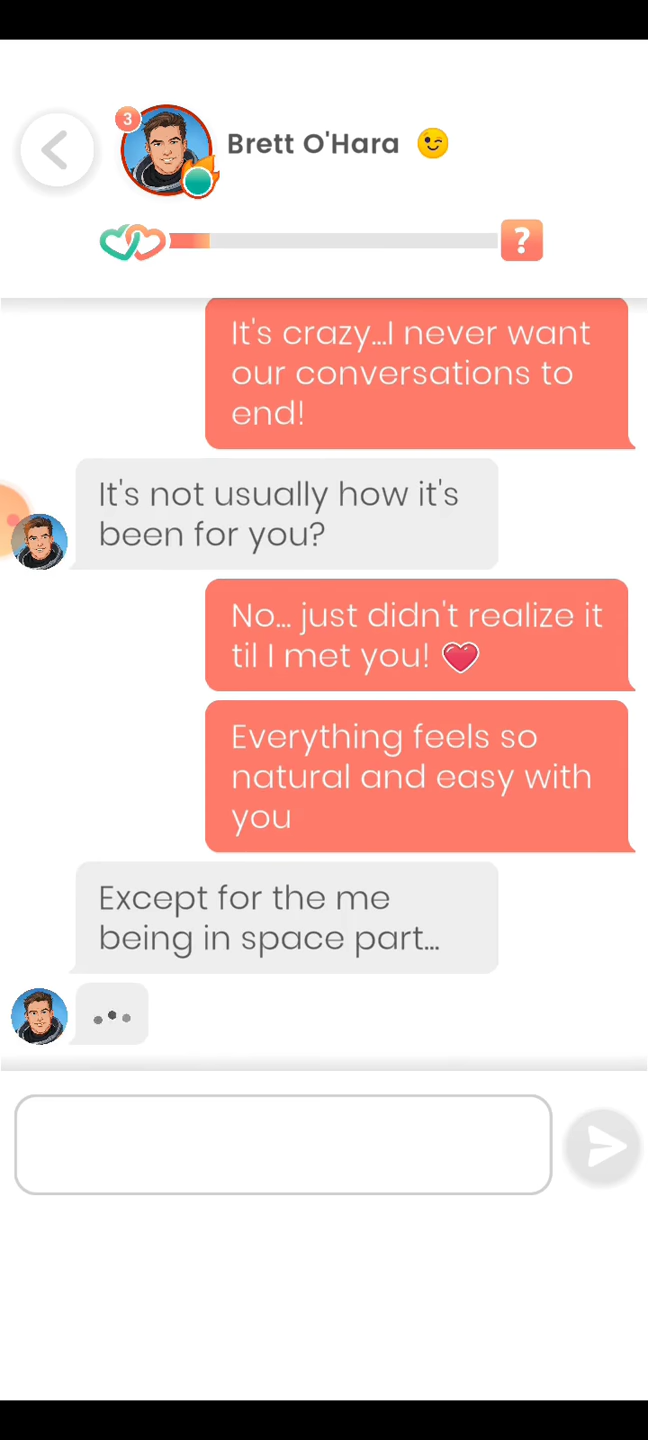 3
Brett O'Hara 😉
?
It's crazy...I never want
our conversations to
end!
It's not usually how it's
been for you?
No... just didn't realize it
til I met you! ❤️
Everything feels so
natural and easy with
you
Except for the me
being in space part...